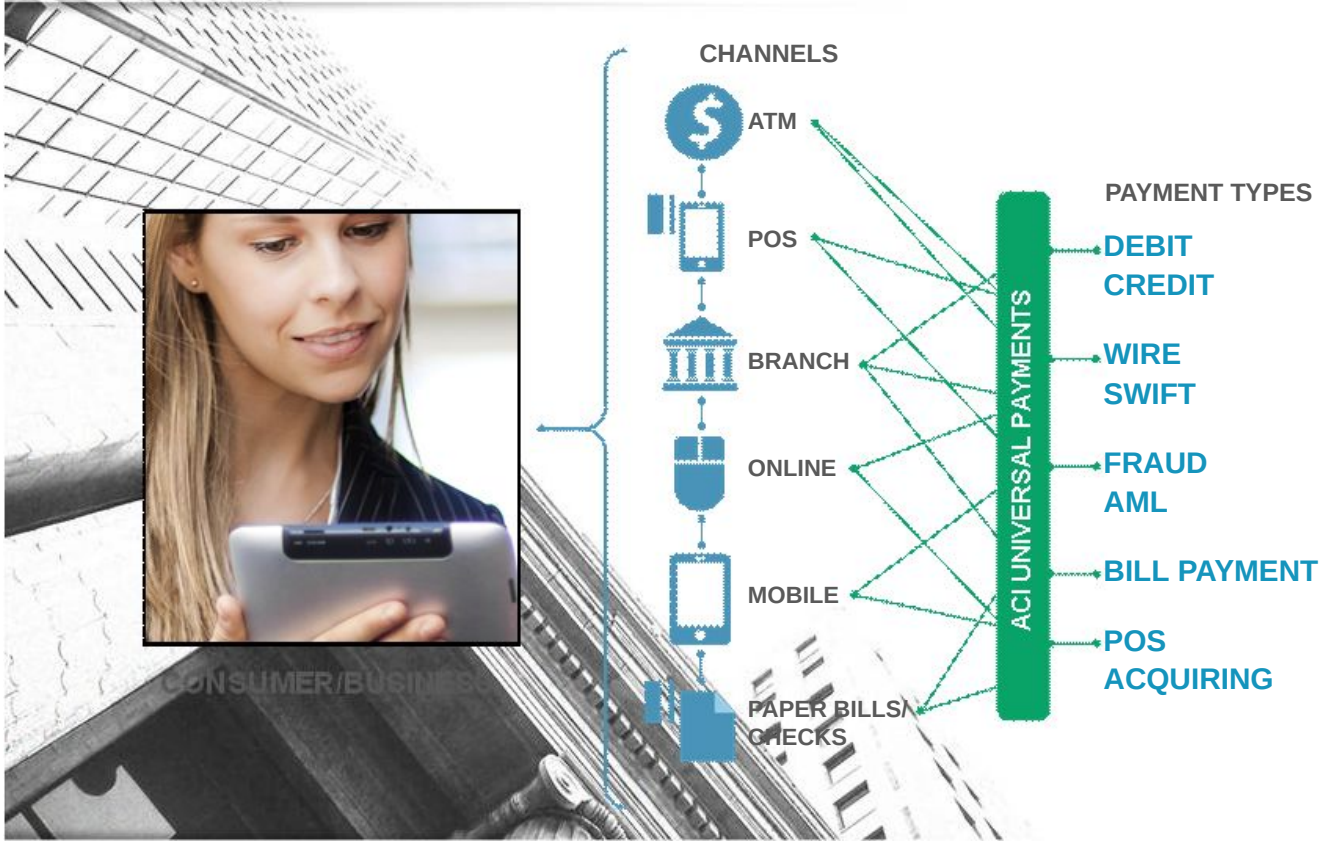 CHANNELS
ATM
POS
BRANCH
ONLINE
MOBILE
PAPER BILLS/
CHECKS
CONSUMER/BUSINESS
ACI UNIVERSAL PAYMENTS
PAYMENT TYPES
DEBIT
CREDIT
WIRE
SWIFT
FRAUD
AML
BILL PAYMENT
POS
ACQUIRING